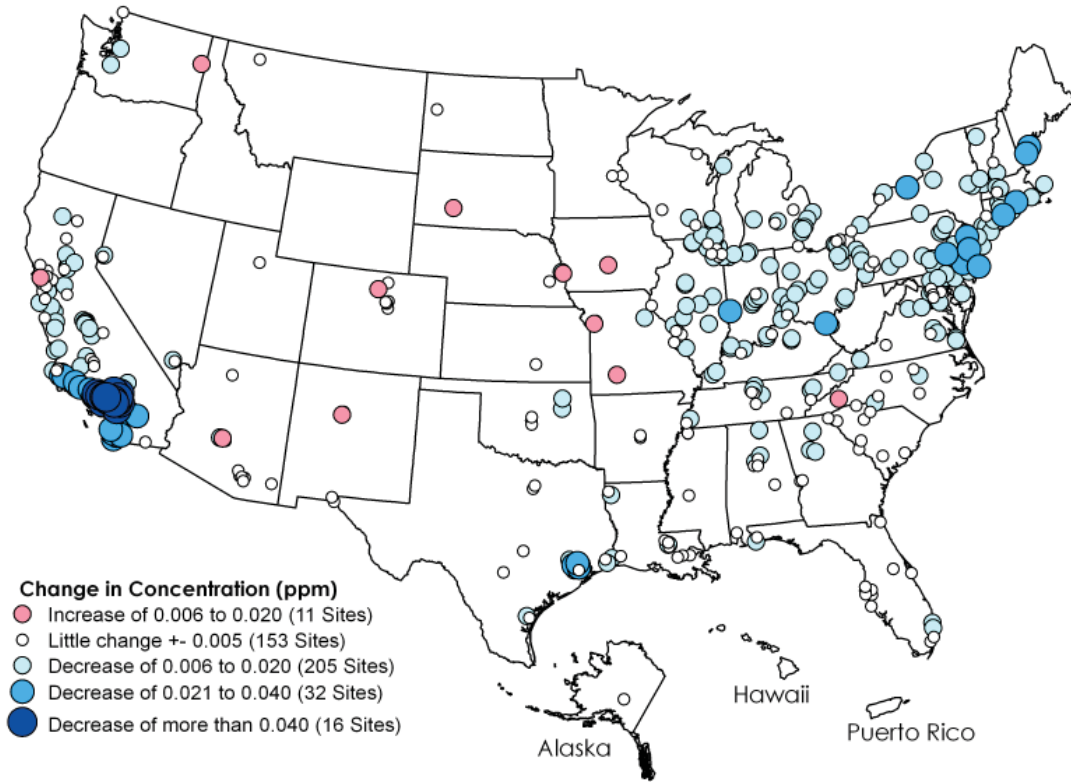 Change in Concentration (ppm)
Increase of 0.006 to 0.020 (11 Sites)
Little change +- 0.005 (153 Sites)
Decrease of 0.006 to 0.020 (205 Sites)
Decrease of 0.021 to 0.040 (32 Sites)
Decrease of more than 0.040 (16 Sites)
Alaska
Hawaii
Puerto Rico